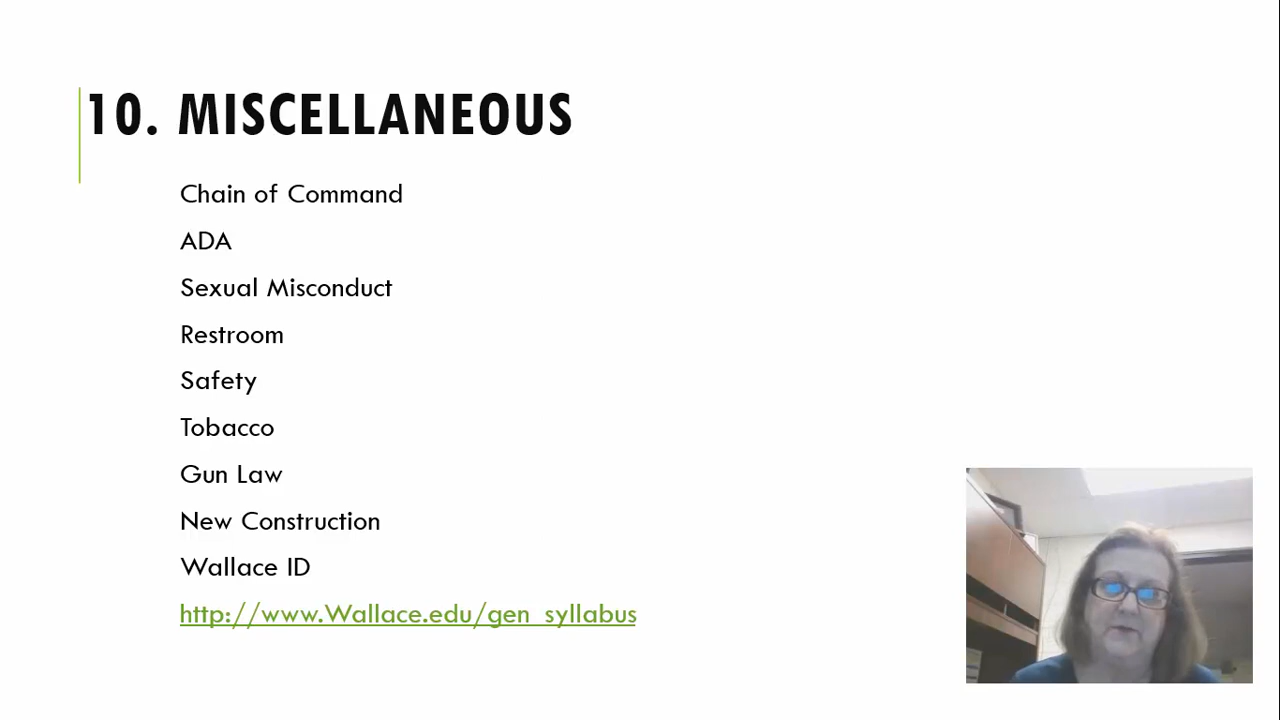 10. MISCELLANEOUS
Chain of Command
ADA
Sexual Misconduct
Restroom
Safety
Tobacco
Gun Law
New Construction
Wallace ID
http://www.Wallace.edu/gen_syllabus